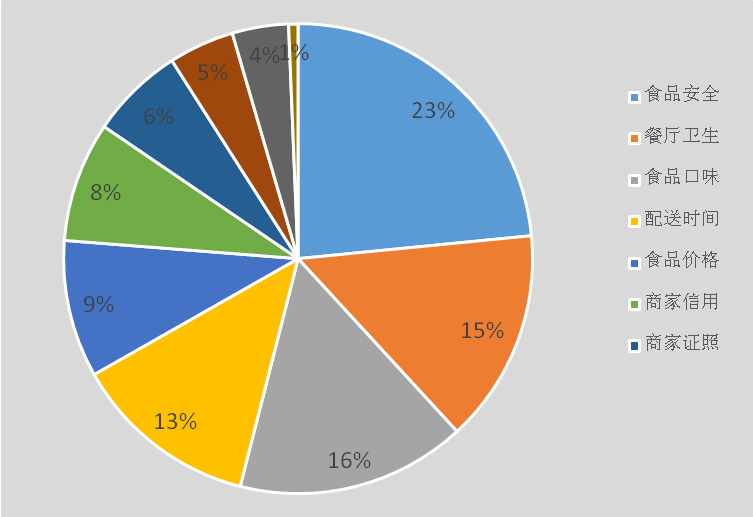 4%
1%
5%
23%
6%
8%
15%
9%
13%
16%
食品安全
餐厅卫生
食品口味
配送时间
食品价格
商家信用
商家证照